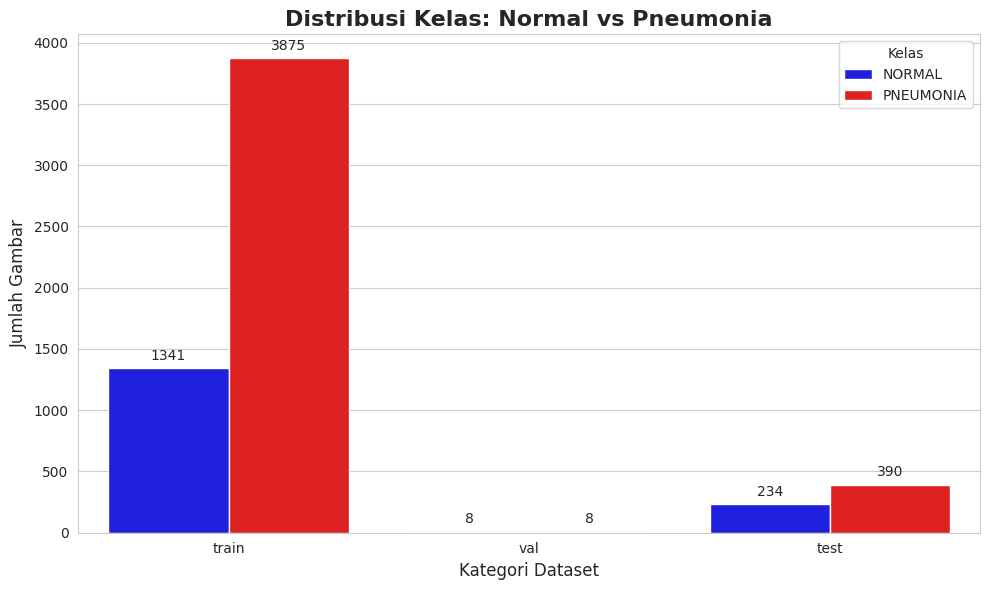 Distribusi Kelas: Normal vs Pneumonia
Kelas
NORMAL
PNEUMONIA
Jumlah Gambar
4000
3500
3000
2500
2000
1500
1000
500
0
1341
3875
8
8
234
390
train
val
test
Kategori Dataset